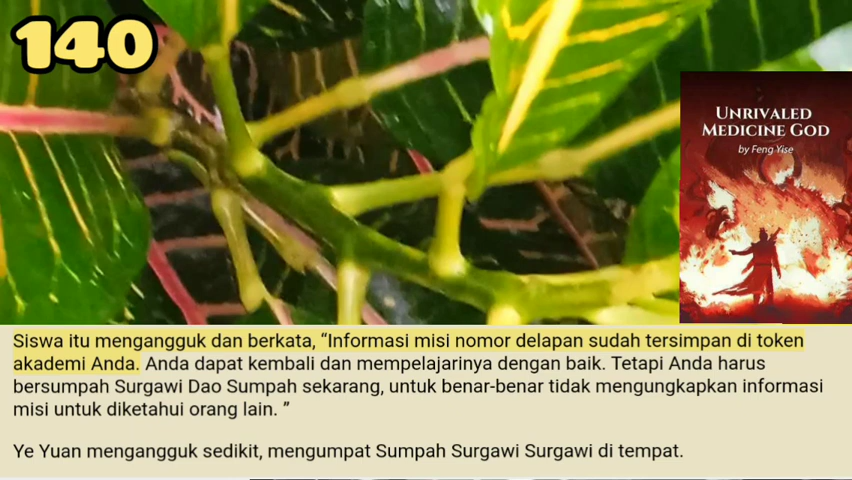 140
UNRIVALED
MEDICINE GOD
by Feng Yise
Siswa itu mengangguk dan berkata, “Informasi misi nomor delapan sudah tersimpan di token
akademi Anda. Anda dapat kembali dan mempelajarinya dengan baik. Tetapi Anda harus
bersumpah Surgawi Dao Sumpah sekarang, untuk benar-benar tidak mengungkapkan informasi
misi untuk diketahui orang lain. ”
Ye Yuan mengangguk sedikit, mengumpat Sumpah Surgawi Surgawi di tempat.